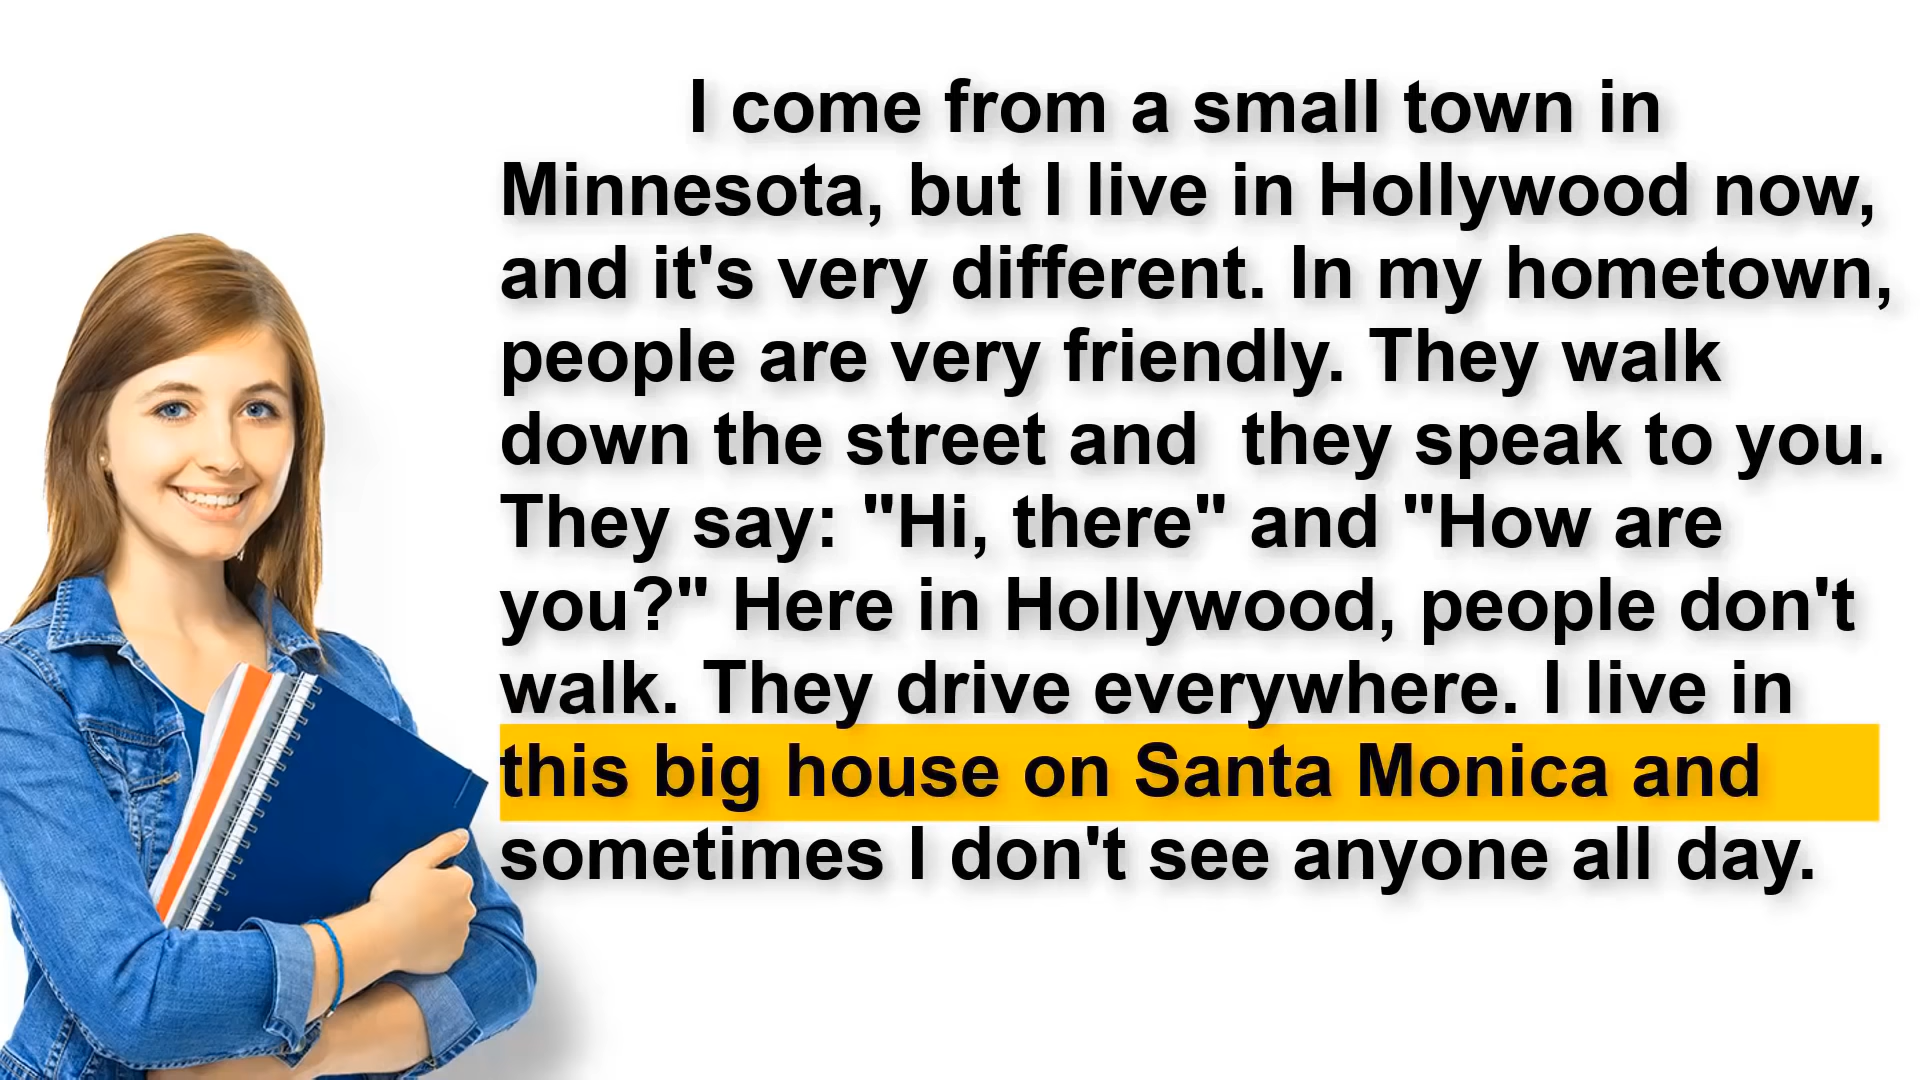 I come from a small town in
Minnesota, but I live in Hollywood now,
and it's very different. In my hometown,
people are very friendly. They walk
down the street and  they speak to you.
They say: "Hi, there" and "How are
you?" Here in Hollywood, people don't
walk. They drive everywhere. I live in
this big house on Santa Monica and
sometimes I don't see anyone all day.